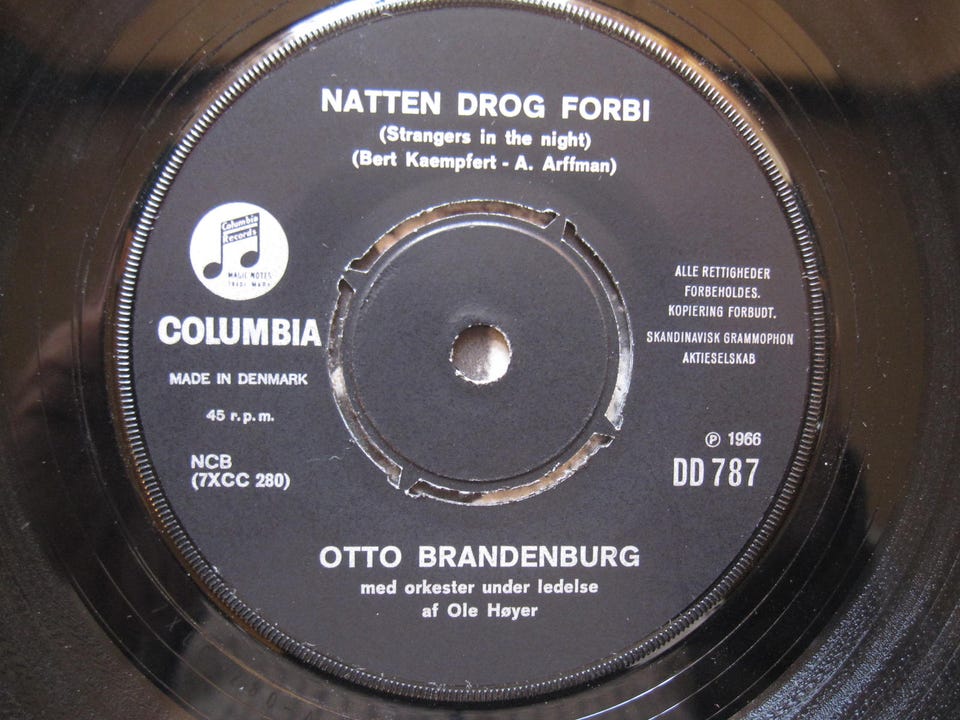 NATTEN DROG FORBI
(Strangers in the night)
(Bert Kaempfert - A. Arffman)
Columbia
Records
MAGIC NOTES
TRADE MARK
COLUMBIA
MADE IN DENMARK
45 r.p.m.
NCB
(7XCC 280)
ALLE RETTIGHEDER
FORBEHOLDES.
KOPIERING FORBUDT.
SKANDINAVISK GRAMMOPHON
AKTIESELSKAB
℗ 1966
DD 787
OTTO BRANDENBURG
med orkester under ledelse
af Ole Høyer